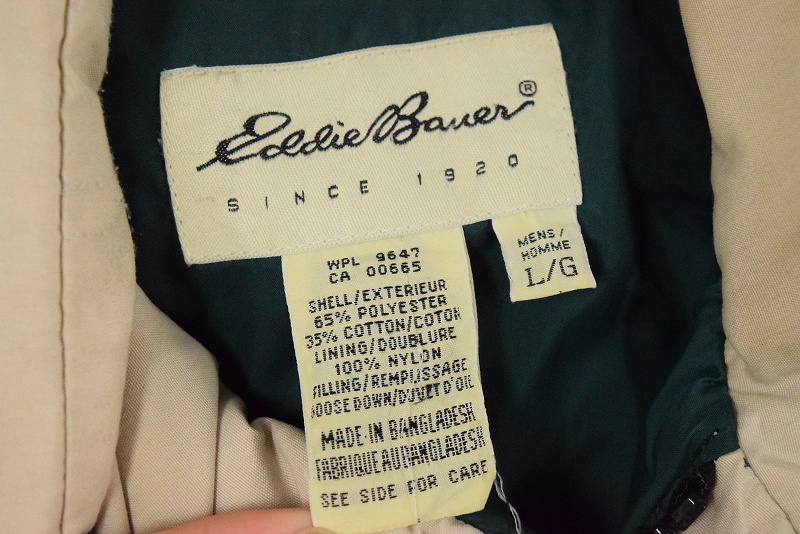 Eddie Bauer®
SINCE 1920
MENS/
HOMME
L/G
WPL 9647
CA 00665
SHELL/EXTERIEUR
65% POLYESTER
35% COTTON/COTON
LINING/DOUBLURE
100% NYLON
FILLING/REMPLISSAGE
GOOSE DOWN/DUVET D'OIE
MADE IN BANGLADESH
FABRIQUE AU BANGLADESH
SEE SIDE FOR CARE